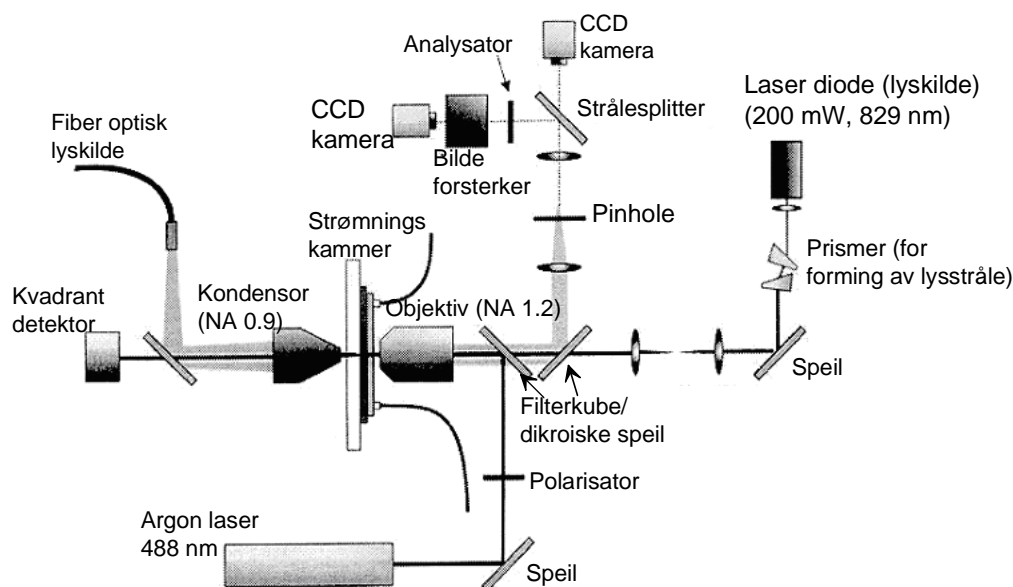 CCD
kamera
Analysator
Laser diode (lyskilde)
(200 mW, 829 nm)
CCD
kamera
Strålesplitter
Fiber optisk
lyskilde
Bilde
forsterker
Pinhole
Strømnings
kammer
Prismer (for
forming av lysstråle)
Kvadrant
detektor
Kondensor
(NA 0.9)
Objektiv (NA 1.2)
Speil
Filterkube/
dikroiske speil
Polarisator
Argon laser
488 nm
Speil